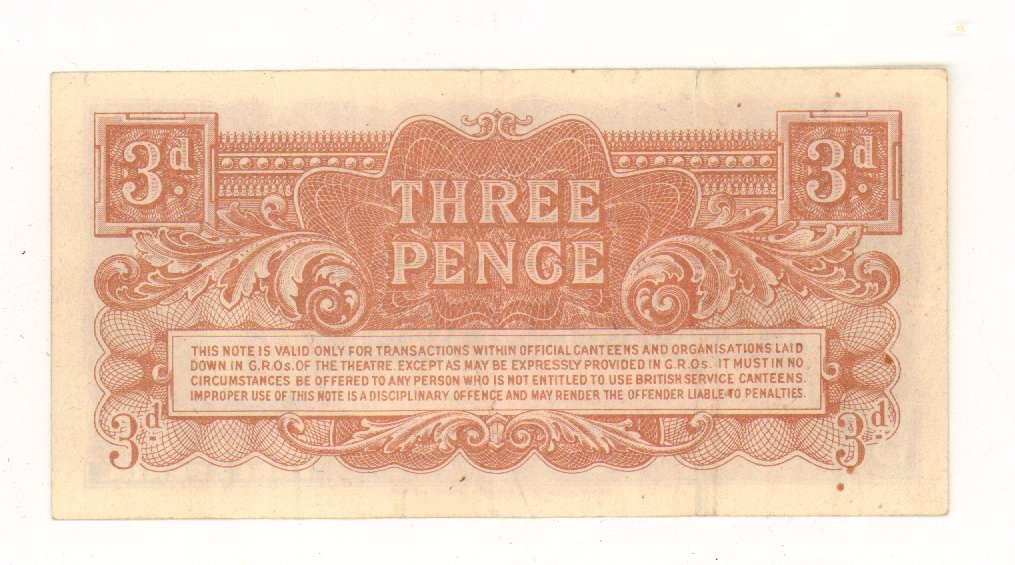 3d. 3d.
THREE
PENCE
THIS NOTE IS VALID ONLY FOR TRANSACTIONS WITHIN OFFICIAL CANTEENS AND ORGANISATIONS LAID
DOWN IN G.R.Os. OF THE THEATRE. EXCEPT AS MAY BE EXPRESSLY PROVIDED IN G.R.Os. IT MUST IN NO
CIRCUMSTANCES BE OFFERED TO ANY PERSON WHO IS NOT ENTITLED TO USE BRITISH SERVICE CANTEENS.
IMPROPER USE OF THIS NOTE IS A DISCIPLINARY OFFENCE AND MAY RENDER THE OFFENDER LIABLE TO PENALTIES.
3d. 3d.